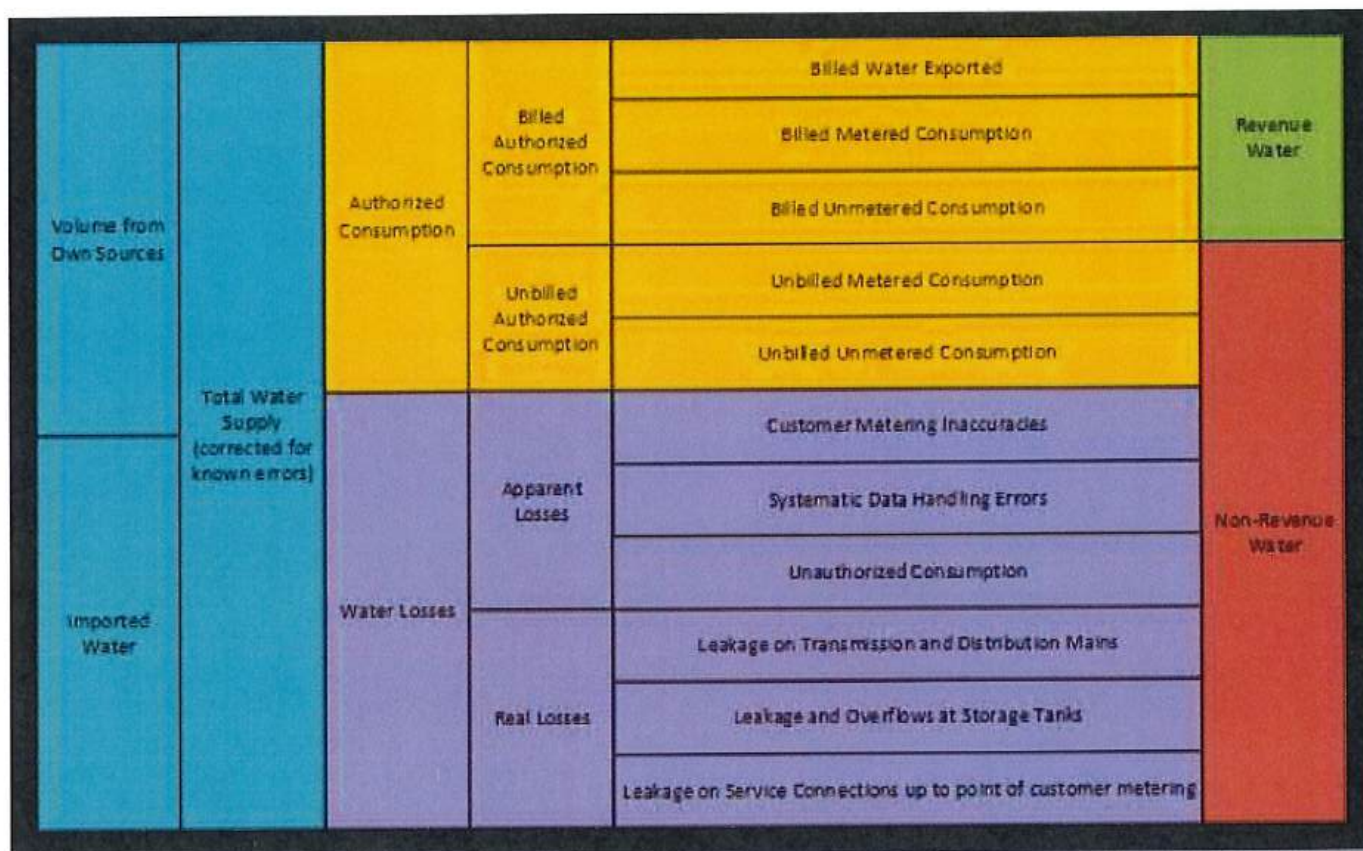 Volume from
Own Sources
Imported
Water
Total Water
Supply
(corrected for
known errors)
Authorized
Consumption
Water Losses
Billed
Authorized
Consumption
Unbilled
Authorized
Consumption
Apparent
Losses
Real Losses
Billed Water Exported
Billed Metered Consumption
Billed Unmetered Consumption
Unbilled Metered Consumption
Unbilled Unmetered Consumption
Customer Metering Inaccuracies
Systematic Data Handling Errors
Unauthorized Consumption
Leakage on Transmission and Distribution Mains
Leakage and Overflows at Storage Tanks
Leakage on Service Connections up to point of customer metering
Revenue
Water
Non-Revenue
Water